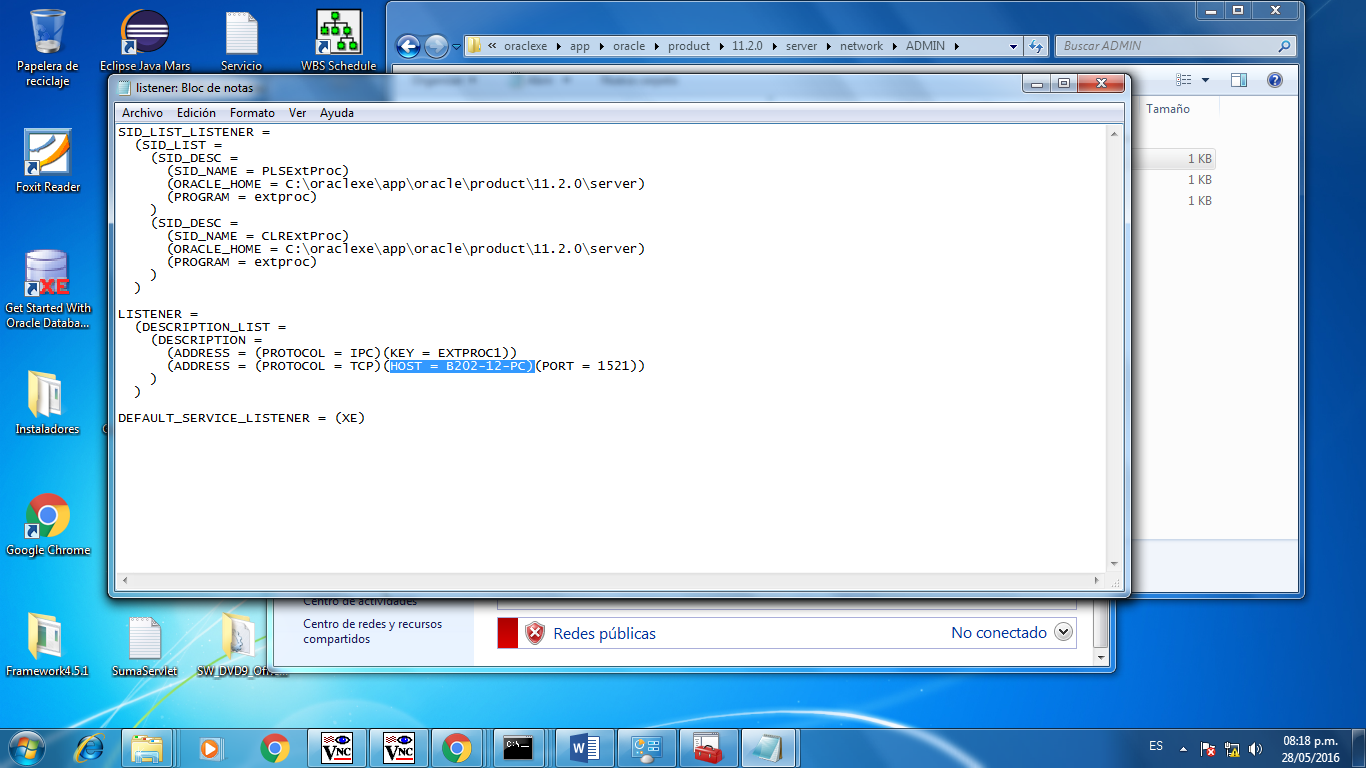 Papelera de
reciclaje
Eclipse Java Mars
Servicio
WBS Schedule
« oraclexe app oracle product 11.2.0 server network ADMIN
Buscar ADMIN
Tamaño
1 KB
1 KB
1 KB
listener: Bloc de notas
Archivo Edición Formato Ver Ayuda
SID_LIST_LISTENER =
(SID_LIST =
(SID_DESC =
(SID_NAME = PLSExtProc)
(ORACLE_HOME = C:\oraclexe\app\oracle\product\11.2.0\server)
(PROGRAM = extproc)
)
(SID_DESC =
(SID_NAME = CLRExtProc)
(ORACLE_HOME = C:\oraclexe\app\oracle\product\11.2.0\server)
(PROGRAM = extproc)
)
)
LISTENER =
(DESCRIPTION_LIST =
(DESCRIPTION =
(ADDRESS = (PROTOCOL = IPC)(KEY = EXTPROC1))
(ADDRESS = (PROTOCOL = TCP)(HOST = B202-12-PC)(PORT = 1521))
)
)
DEFAULT_SERVICE_LISTENER = (XE)
Foxit Reader
Get Started With
Oracle Databa...
Instaladores
Google Chrome
Framework4.5.1
SumaServlet
SW_DVD9_Offic...
Centro de actividades
Centro de redes y recursos
compartidos
Redes públicas
No conectado
VNC
VNC
ES
08:18 p.m.
28/05/2016